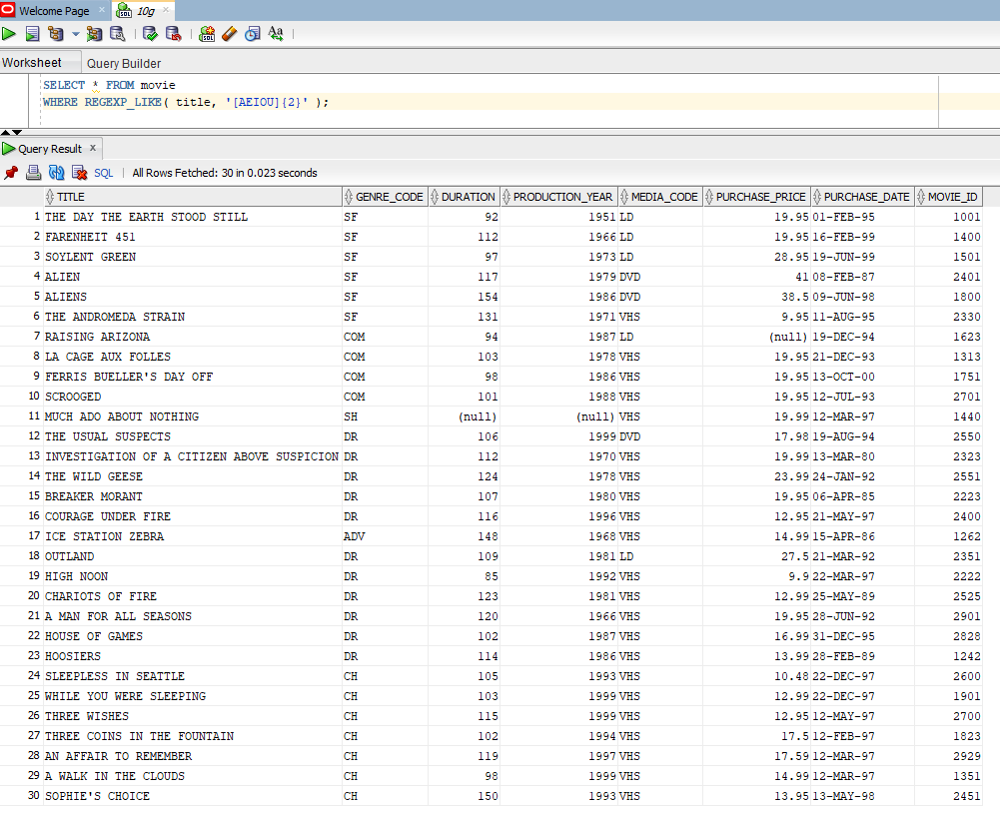 Welcome Page 10g
Worksheet Query Builder
SELECT * FROM movie
WHERE REGEXP_LIKE( title, '[AEIOU]{2}' );
Query Result x
SQL | All Rows Fetched: 30 in 0.023 seconds
TITLE GENRE_CODE DURATION PRODUCTION_YEAR MEDIA_CODE PURCHASE_PRICE PURCHASE_DATE MOVIE_ID
1 THE DAY THE EARTH STOOD STILL SF 92 1951 LD 19.95 01-FEB-95 1001
2 FARENHEIT 451 SF 112 1966 LD 19.95 16-FEB-99 1400
3 SOYLENT GREEN SF 97 1973 LD 28.95 19-JUN-99 1501
4 ALIEN SF 117 1979 DVD 41 08-FEB-87 2401
5 ALIENS SF 154 1986 DVD 38.5 09-JUN-98 1800
6 THE ANDROMEDA STRAIN SF 131 1971 VHS 9.95 11-AUG-95 2330
7 RAISING ARIZONA COM 94 1987 LD (null) 19-DEC-94 1623
8 LA CAGE AUX FOLLES COM 103 1978 VHS 19.95 21-DEC-93 1313
9 FERRIS BUELLER'S DAY OFF COM 98 1986 VHS 19.95 13-OCT-00 1751
10 SCROOGED COM 101 1988 VHS 19.95 12-JUL-93 2701
11 MUCH ADO ABOUT NOTHING SH (null) (null) VHS 19.99 12-MAR-97 1440
12 THE USUAL SUSPECTS DR 106 1999 DVD 17.98 19-AUG-94 2550
13 INVESTIGATION OF A CITIZEN ABOVE SUSPICION DR 112 1970 VHS 19.99 13-MAR-80 2323
14 THE WILD GEESE DR 124 1978 VHS 23.99 24-JAN-92 2551
15 BREAKER MORANT DR 107 1980 VHS 19.95 06-APR-85 2223
16 COURAGE UNDER FIRE DR 116 1996 VHS 12.95 21-MAY-97 2400
17 ICE STATION ZEBRA ADV 148 1968 VHS 14.99 15-APR-86 1262
18 OUTLAND DR 109 1981 LD 27.5 21-MAR-92 2351
19 HIGH NOON DR 85 1992 VHS 9.9 22-MAR-97 2222
20 CHARIOTS OF FIRE DR 123 1981 VHS 12.99 25-MAY-89 2525
21 A MAN FOR ALL SEASONS DR 120 1966 VHS 19.95 28-JUN-92 2901
22 HOUSE OF GAMES DR 102 1987 VHS 16.99 31-DEC-95 2828
23 HOOSIERS DR 114 1986 VHS 13.99 28-FEB-89 1242
24 SLEEPLESS IN SEATTLE CH 105 1993 VHS 10.48 22-DEC-97 2600
25 WHILE YOU WERE SLEEPING CH 103 1999 VHS 12.99 22-DEC-97 1901
26 THREE WISHES CH 115 1999 VHS 12.95 12-MAY-97 2700
27 THREE COINS IN THE FOUNTAIN CH 102 1994 VHS 17.5 12-FEB-97 1823
28 AN AFFAIR TO REMEMBER CH 119 1997 VHS 17.59 12-MAR-97 2929
29 A WALK IN THE CLOUDS CH 98 1999 VHS 14.99 12-MAR-97 1351
30 SOPHIE'S CHOICE CH 150 1993 VHS 13.95 13-MAY-98 2451